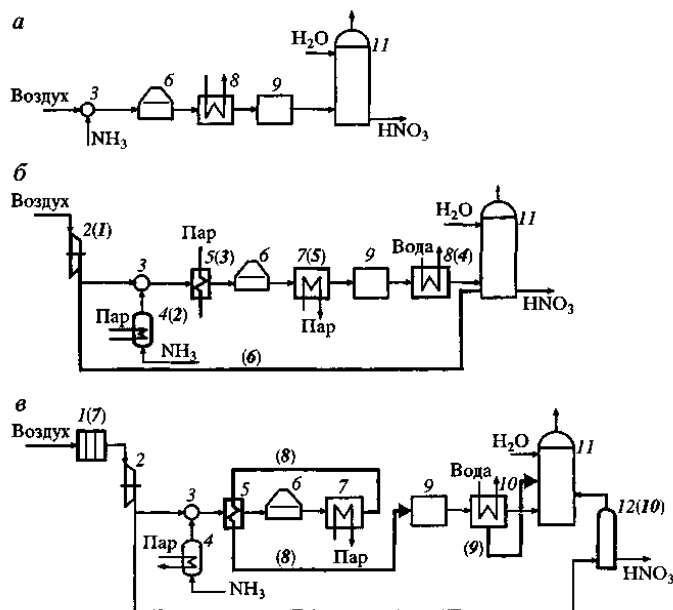 а
H₂O
11
Воздух
3
6
8
9
NH₃
HNO₃
б
Воздух
2(1)
3
Пар
5(3)
6
7(5)
9
Вода
8(4)
H₂O
11
Пар
4(2)
NH₃
Пар
(6)
HNO₃
в
1(7)
Воздух
2
3
5
(8)
6
7
9
Вода
10
H₂O
11
12(10)
Пар
4
NH₃
(8)
Пар
(9)
HNO₃